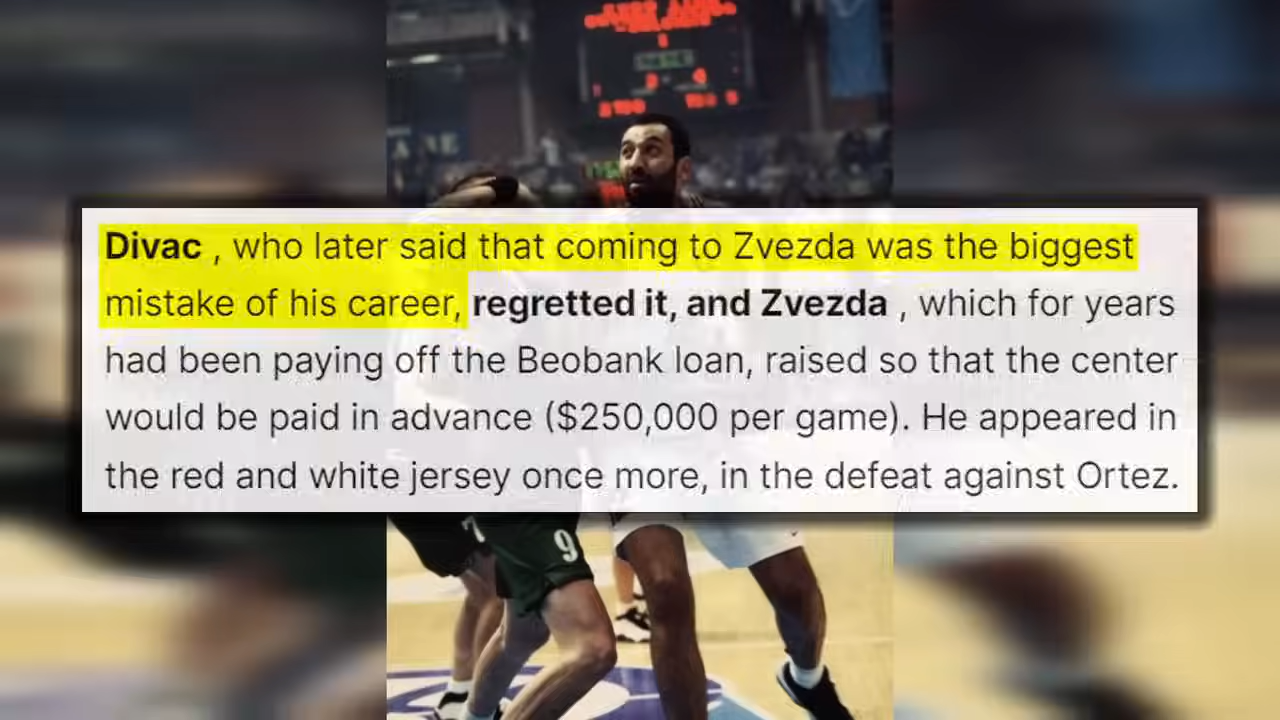 Divac , who later said that coming to Zvezda was the biggest
mistake of his career, regretted it, and Zvezda , which for years
had been paying off the Beobank loan, raised so that the center
would be paid in advance ($250,000 per game). He appeared in
the red and white jersey once more, in the defeat against Ortez.
7
9